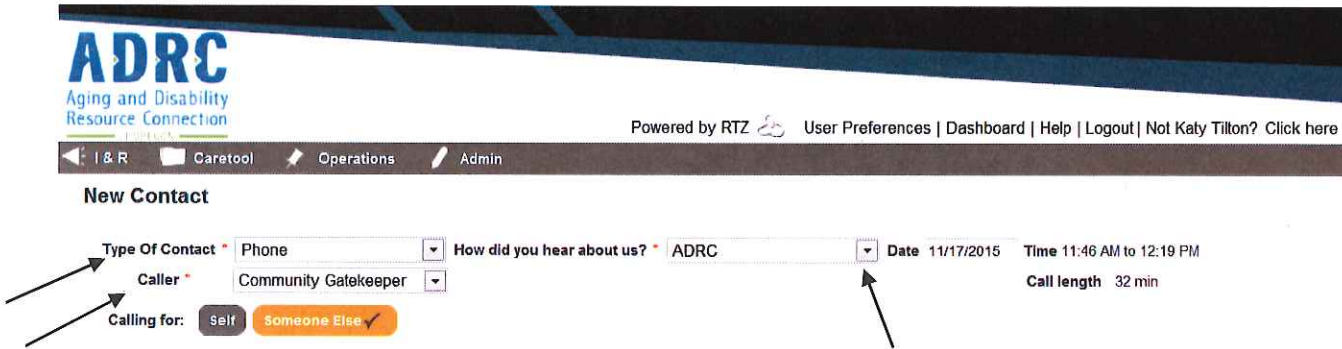 ADRC
Aging and Disability
Resource Connection
OREGON
Powered by RTZ User Preferences | Dashboard | Help | Logout | Not Katy Tilton? Click here
I & R Caretool Operations Admin
New Contact
Type Of Contact * Phone How did you hear about us? * ADRC Date 11/17/2015 Time 11:46 AM to 12:19 PM
Caller * Community Gatekeeper Call length 32 min
Calling for: Self Someone Else ✓